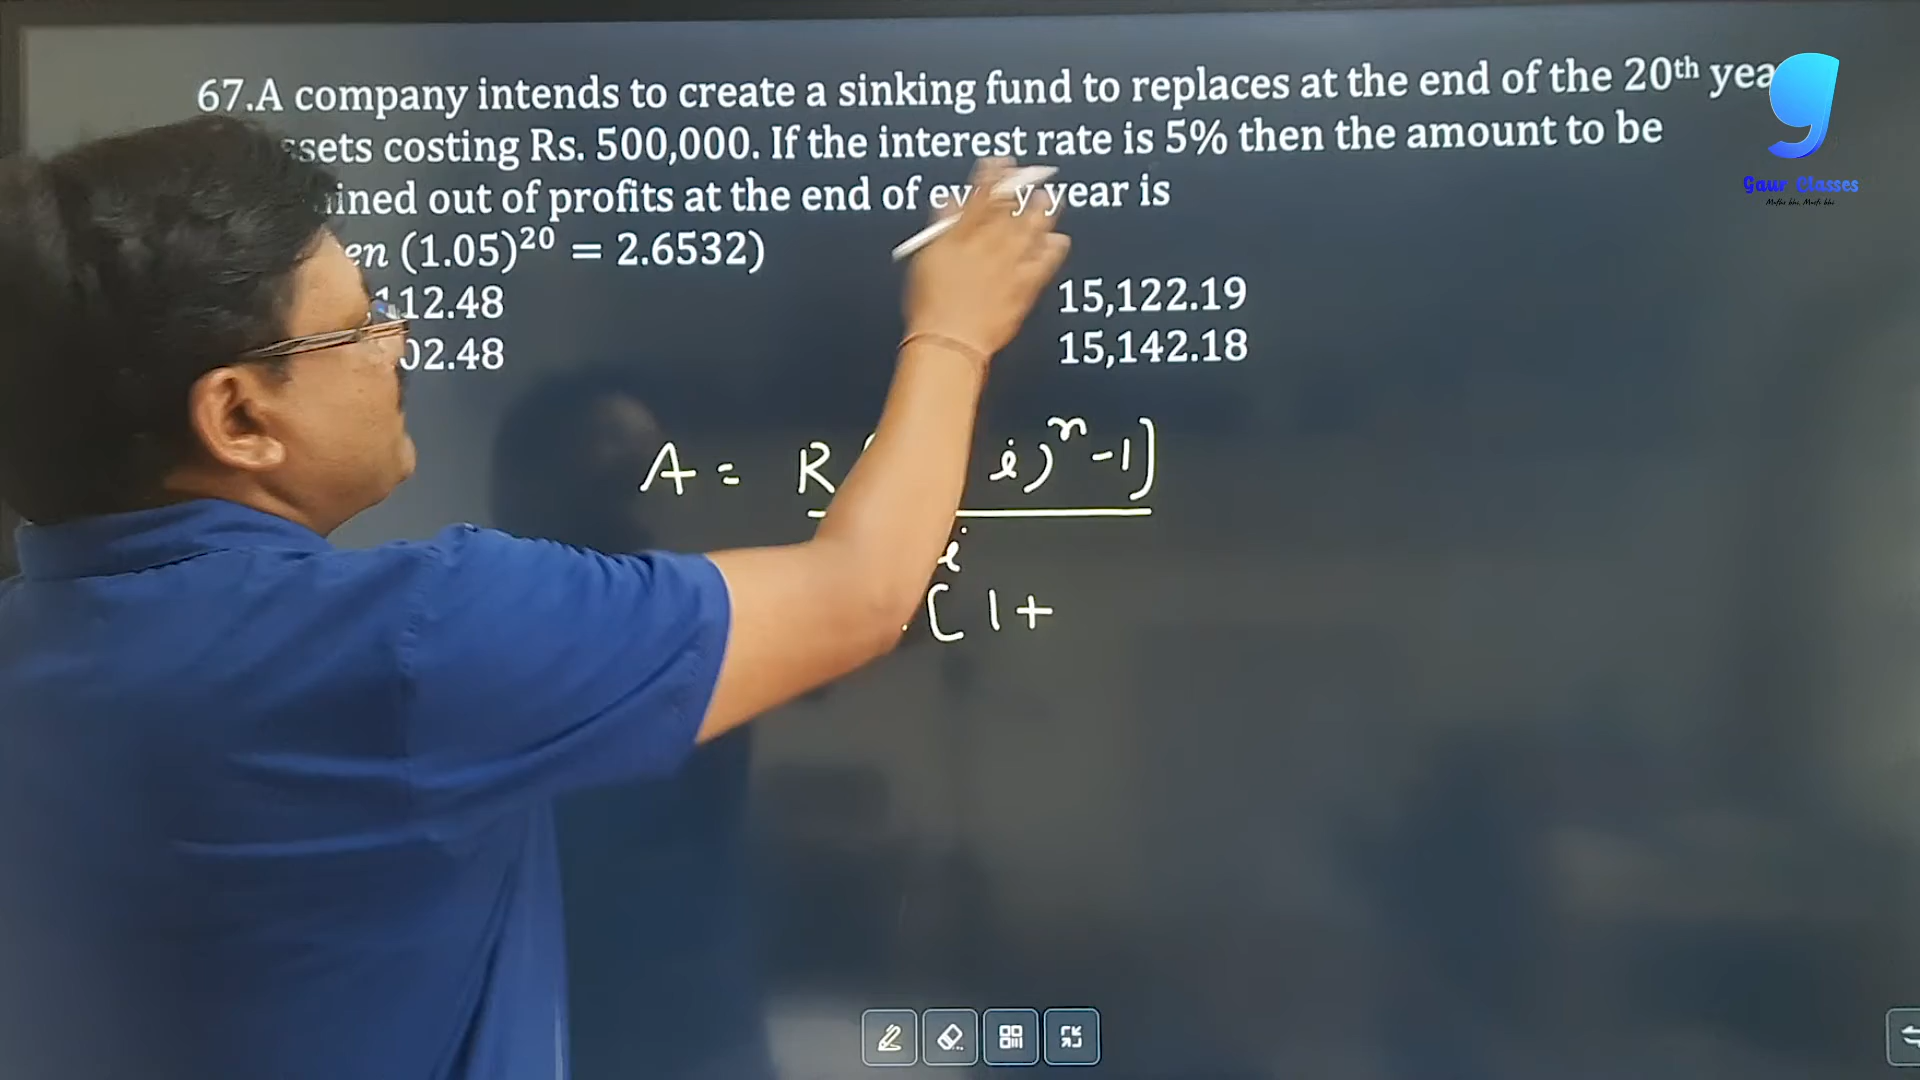 67.A company intends to create a sinking fund to replaces at the end of the 20th yea
ssets costing Rs. 500,000. If the interest rate is 5% then the amount to be
ined out of profits at the end of every year is
en (1.05)²⁰ = 2.6532)
112.48 15,122.19
02.48 15,142.18
A = R i)ⁿ -1]
i
[ 1+
Gaur Classes